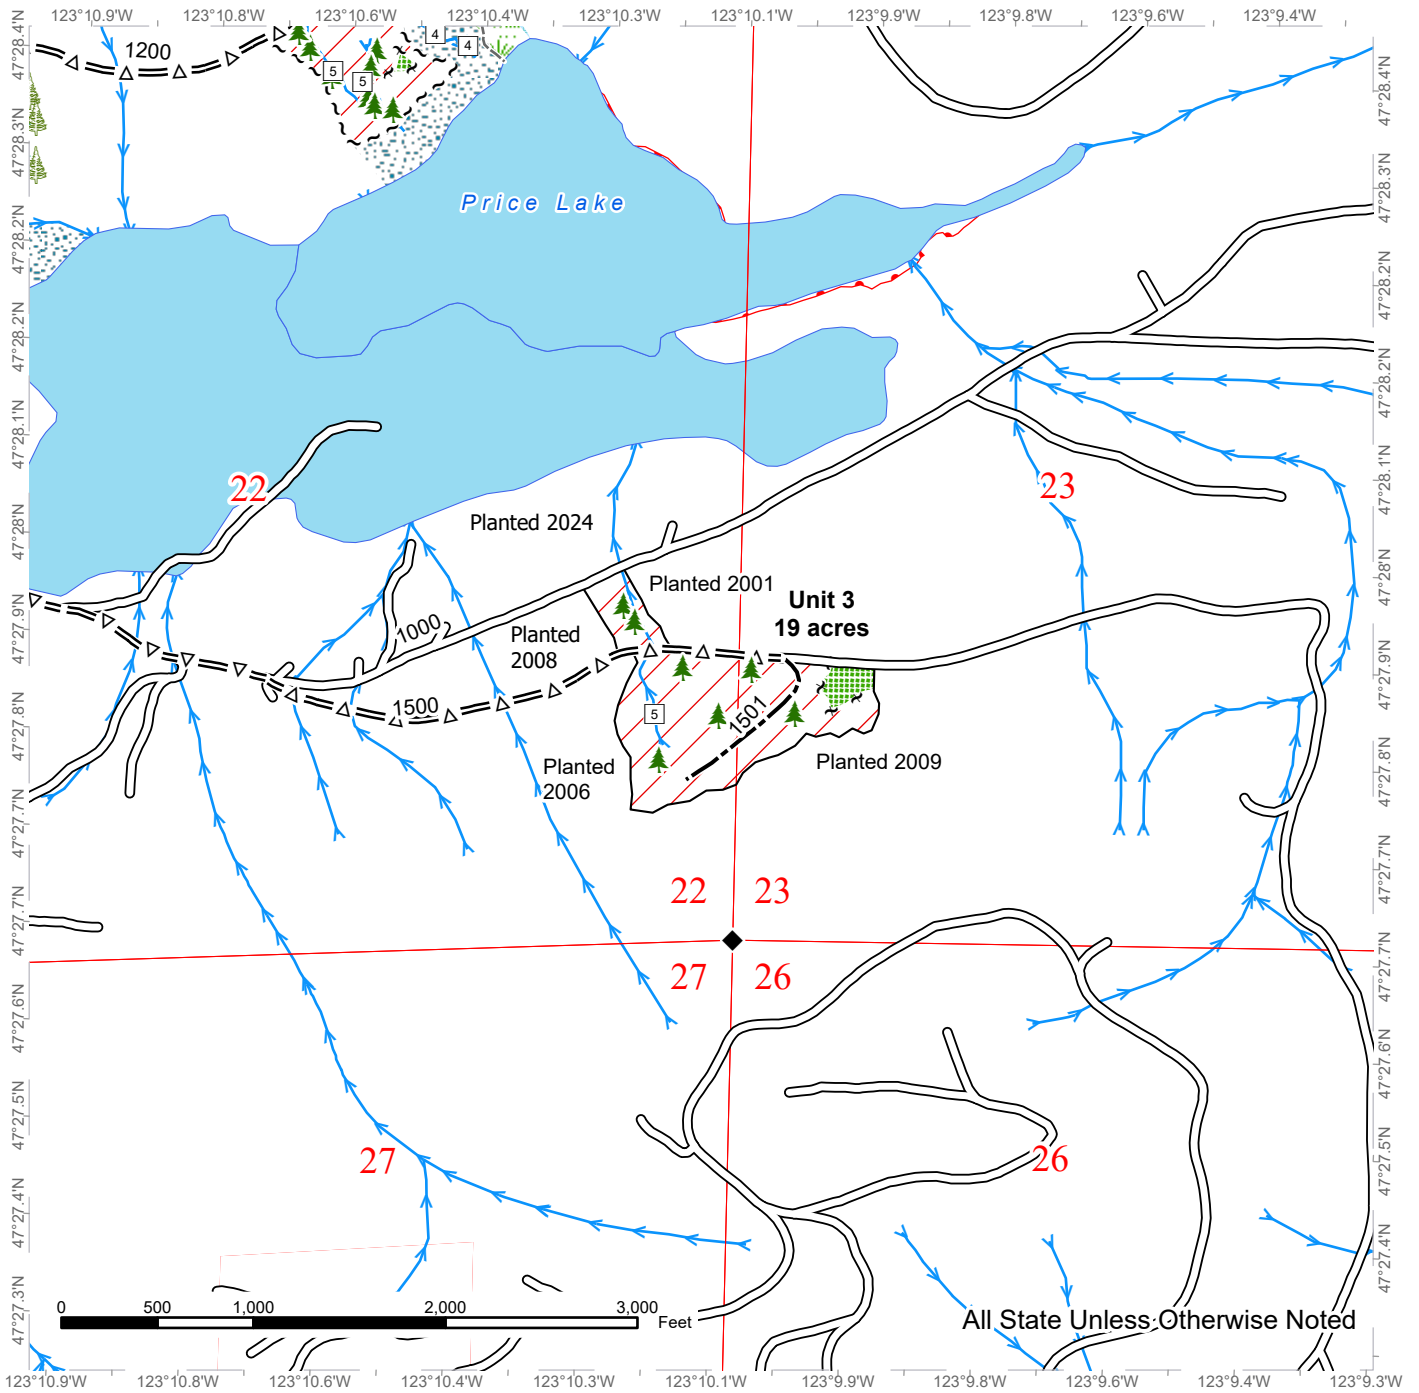 123°10.9'W 123°10.8'W 123°10.6'W 123°10.4'W 123°10.3'W 123°10.1'W 123°9.9'W 123°9.8'W 123°9.6'W 123°9.4'W
47°28.4'N
47°28.3'N
47°28.2'N
47°28.2'N
47°28.1'N
47°28'N
47°27.9'N
47°27.8'N
47°27.7'N
47°27.7'N
47°27.6'N
47°27.5'N
47°27.4'N
47°27.3'N
1200
4
4
5
5
Price Lake
22
23
Planted 2024
Planted 2001
Unit 3
19 acres
1000
Planted
2008
1500
5
1501
Planted
2006
Planted 2009
22 23
27 26
27
26
0 500 1,000 2,000 3,000
Feet
All State Unless Otherwise Noted
47°28.4'N
47°28.3'N
47°28.2'N
47°28.2'N
47°28.1'N
47°28'N
47°27.9'N
47°27.8'N
47°27.7'N
47°27.7'N
47°27.6'N
47°27.5'N
47°27.4'N
123°10.9'W 123°10.8'W 123°10.6'W 123°10.4'W 123°10.3'W 123°10.1'W 123°9.9'W 123°9.8'W 123°9.6'W 123°9.4'W 123°9.3'W